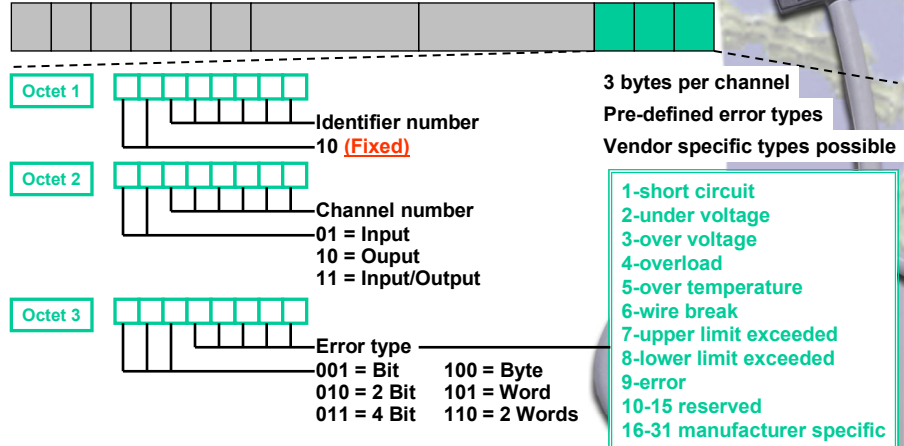 3 bytes per channel
Pre-defined error types
Vendor specific types possible
Octet 1
Identifier number
10 (Fixed)
Octet 2
Channel number
01 = Input
10 = Ouput
11 = Input/Output
Octet 3
Error type
001 = Bit 100 = Byte
010 = 2 Bit 101 = Word
011 = 4 Bit 110 = 2 Words
1-short circuit
2-under voltage
3-over voltage
4-overload
5-over temperature
6-wire break
7-upper limit exceeded
8-lower limit exceeded
9-error
10-15 reserved
16-31 manufacturer specific